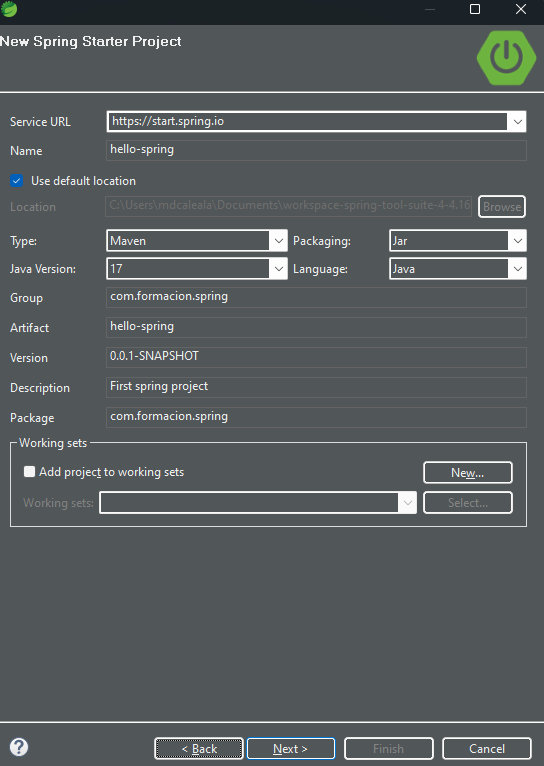 New Spring Starter Project
Service URL https://start.spring.io
Name hello-spring
Use default location
Location C:\Users\mdcaleala\Documents\workspace-spring-tool-suite-4-4.16 Browse
Type: Maven Packaging: Jar
Java Version: 17 Language: Java
Group com.formacion.spring
Artifact hello-spring
Version 0.0.1-SNAPSHOT
Description First spring project
Package com.formacion.spring
Working sets
Add project to working sets New...
Working sets: Select...
? < Back Next > Finish Cancel